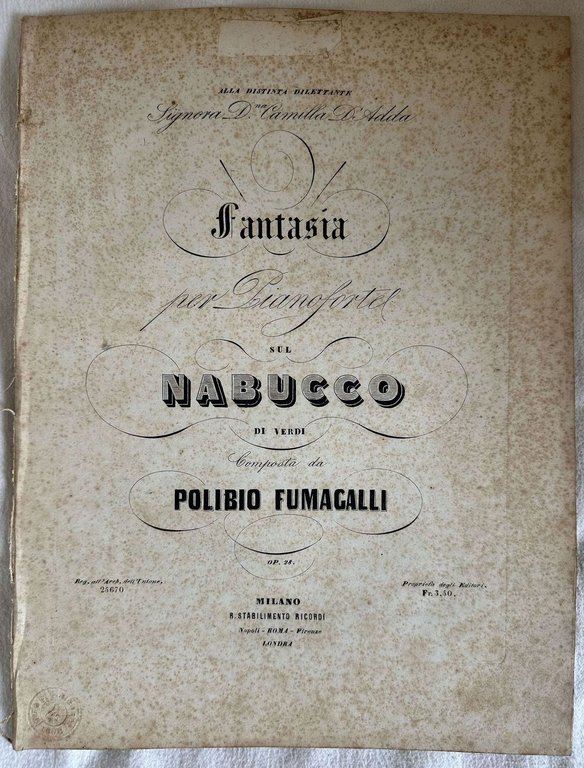 ALLA DISTINTA DILETTANTE
Signora D.na Camilla D'Adda
Fantasia
per Pianoforte
SUL
NABUCCO
DI VERDI
Composta da
POLIBIO FUMAGALLI
OP. 28.
Reg. all'Arch. dell'Unione.
25670
Proprietà degli Editori.
Fr. 3,50.
MILANO
R. STABILIMENTO RICORDI
Napoli - ROMA - Firenze
LONDRA